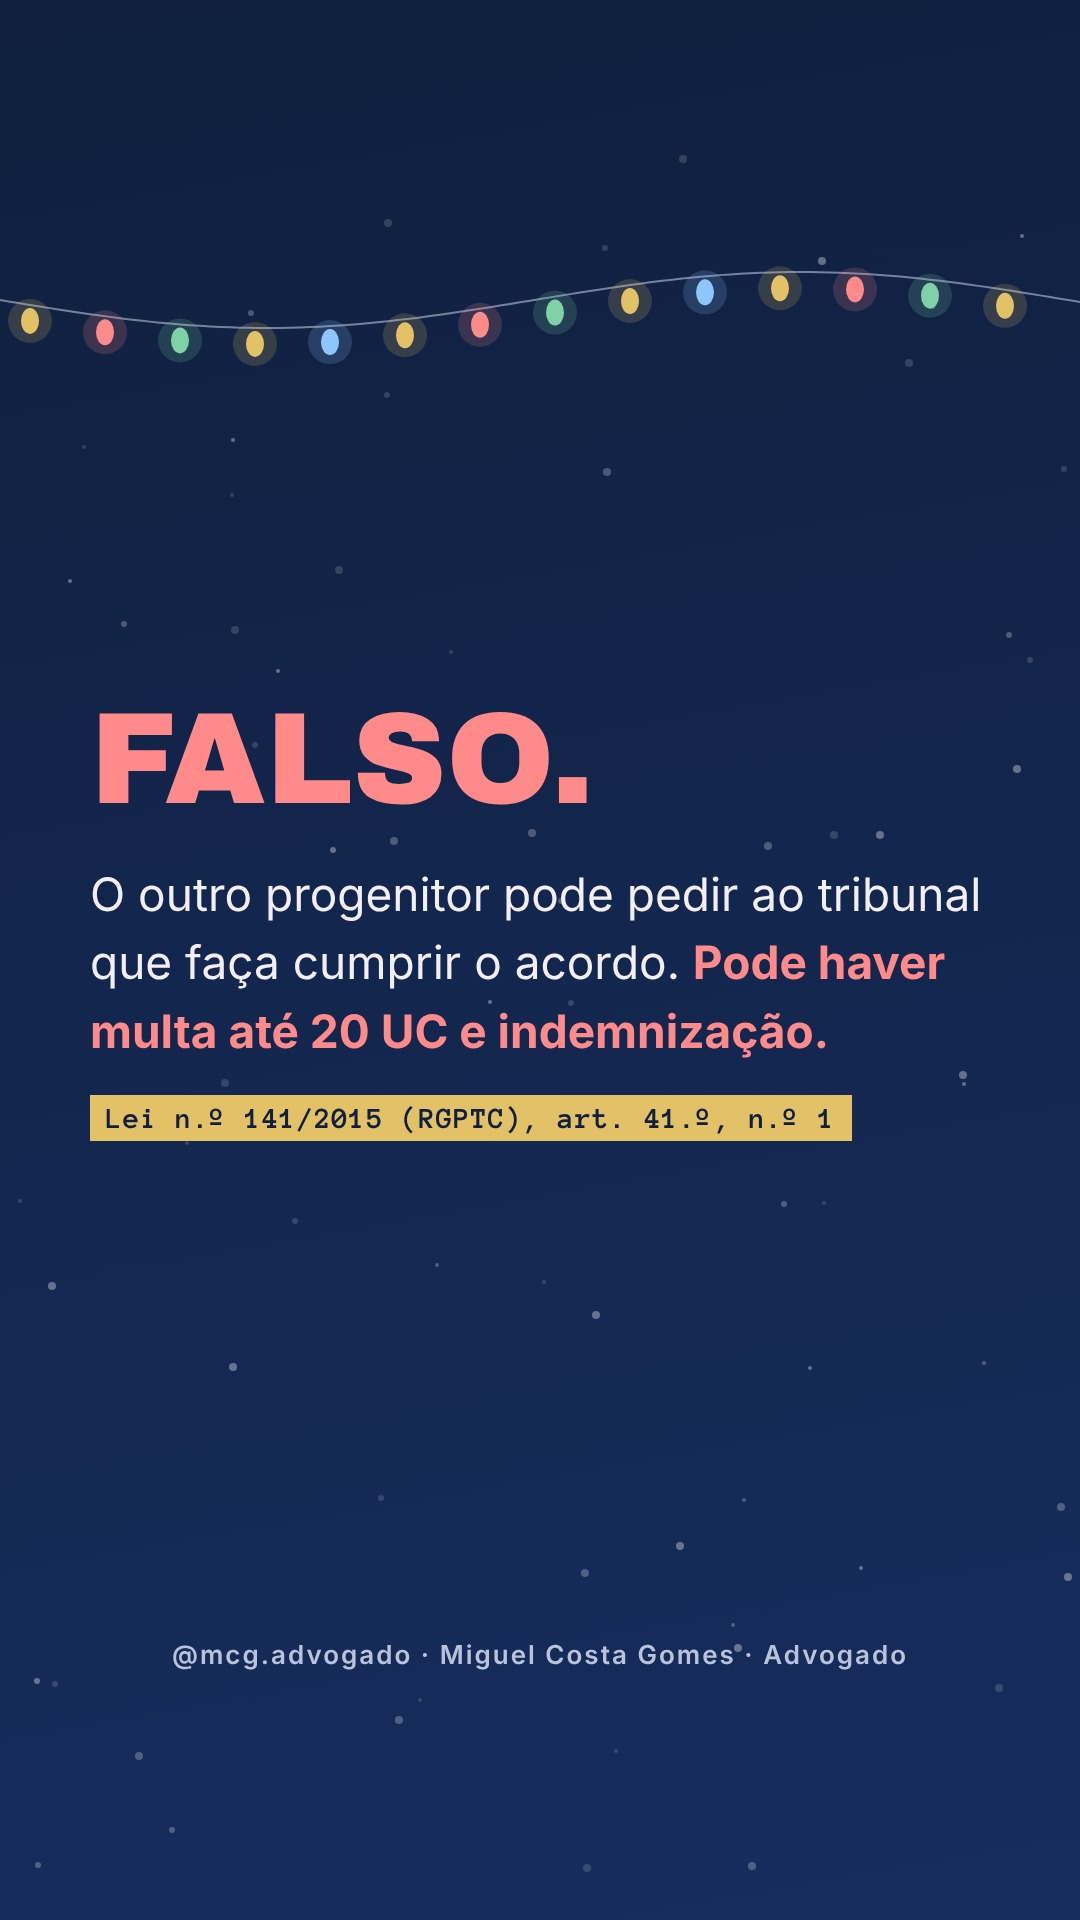 FALSO.
O outro progenitor pode pedir ao tribunal
que faça cumprir o acordo. Pode haver
multa até 20 UC e indemnização.
Lei n.º 141/2015 (RGPTC), art. 41.º, n.º 1
@mcg.advogado · Miguel Costa Gomes · Advogado